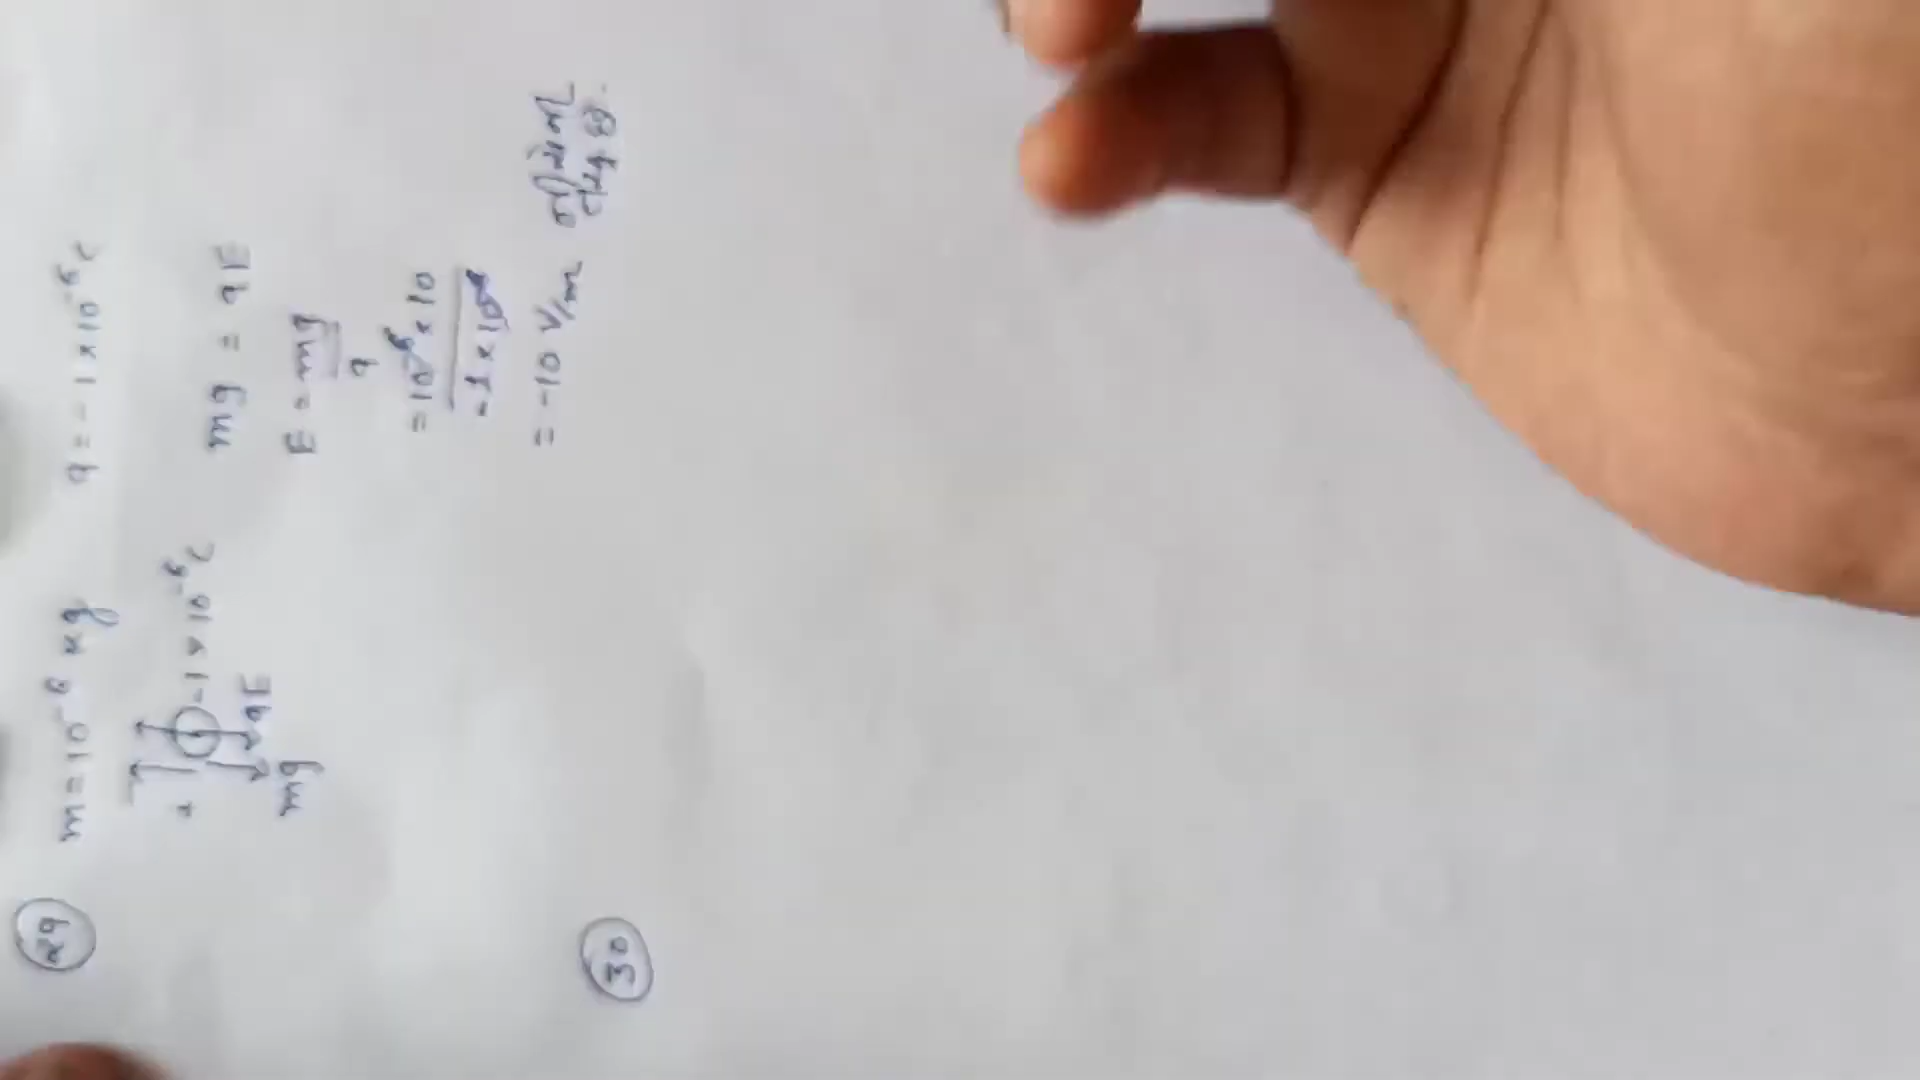 29 m = 10⁻⁶ kg q = -1 × 10⁻⁶ C
-1 × 10⁻⁶ C mg = qE
qE
mg E = mg/q
= 10⁻⁶ × 10
-1 × 10⁻⁶
= -10 V/m
30